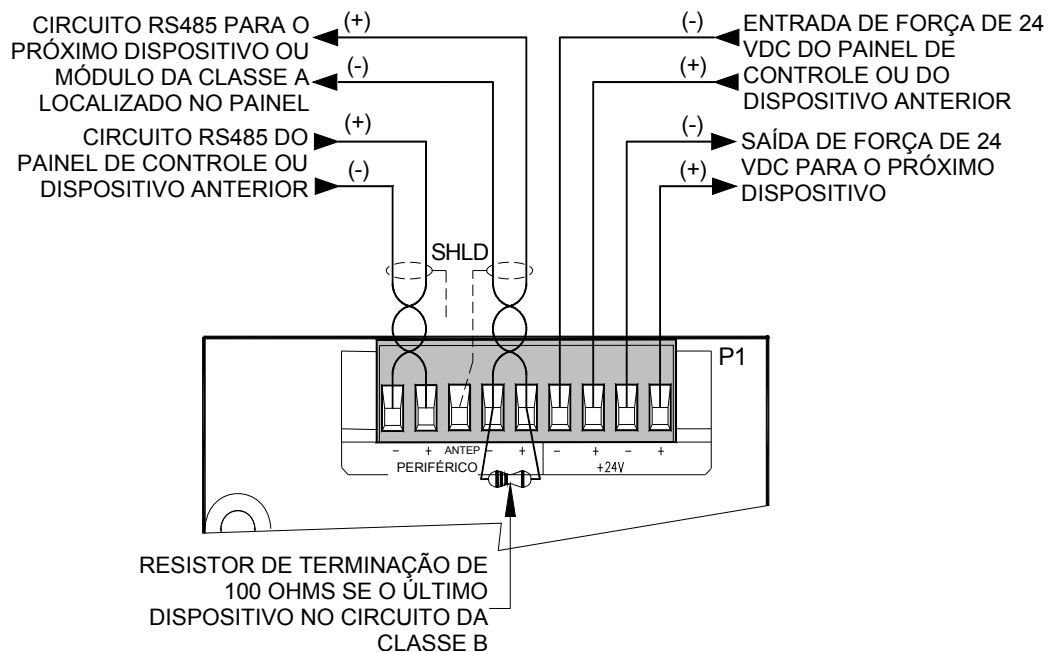 CIRCUITO RS485 PARA O
PRÓXIMO DISPOSITIVO OU
MÓDULO DA CLASSE A
LOCALIZADO NO PAINEL
(+)
(-)
CIRCUITO RS485 DO
PAINEL DE CONTROLE OU
DISPOSITIVO ANTERIOR
(+)
(-)
(-)
(+)
ENTRADA DE FORÇA DE 24
VDC DO PAINEL DE
CONTROLE OU DO
DISPOSITIVO ANTERIOR
(-)
(+)
SAÍDA DE FORÇA DE 24
VDC PARA O PRÓXIMO
DISPOSITIVO
SHLD
P1
- + ANTEP - + - + - +
PERIFÉRICO +24V
RESISTOR DE TERMINAÇÃO DE
100 OHMS SE O ÚLTIMO
DISPOSITIVO NO CIRCUITO DA
CLASSE B